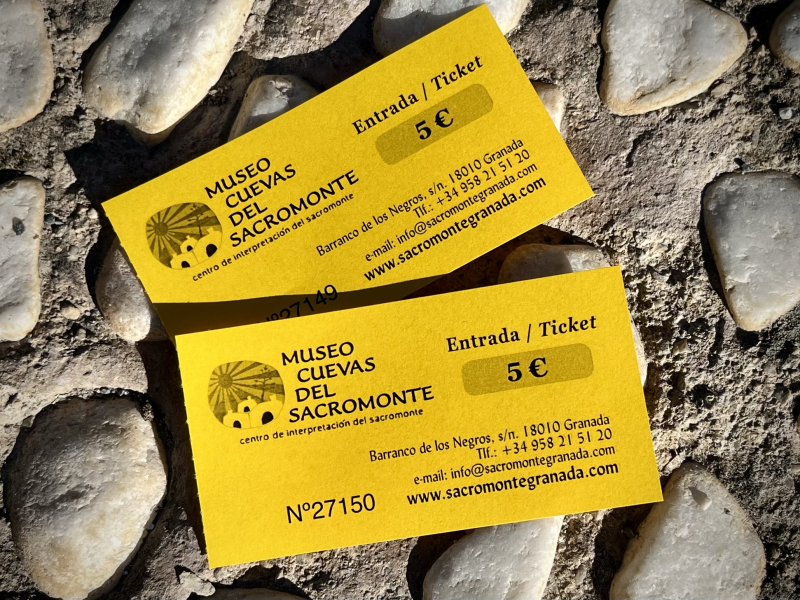 MUSEO
CUEVAS
DEL
SACROMONTE
centro de interpretación del sacromonte
Entrada / Ticket
5 €
Barranco de los Negros, s/n. 18010 Granada
Tlf.: +34 958 21 51 20
e-mail: info@sacromontegranada.com
www.sacromontegranada.com
Nº27149
MUSEO
CUEVAS
DEL
SACROMONTE
centro de interpretación del sacromonte
Entrada / Ticket
5 €
Barranco de los Negros, s/n. 18010 Granada
Tlf.: +34 958 21 51 20
e-mail: info@sacromontegranada.com
www.sacromontegranada.com
Nº27150